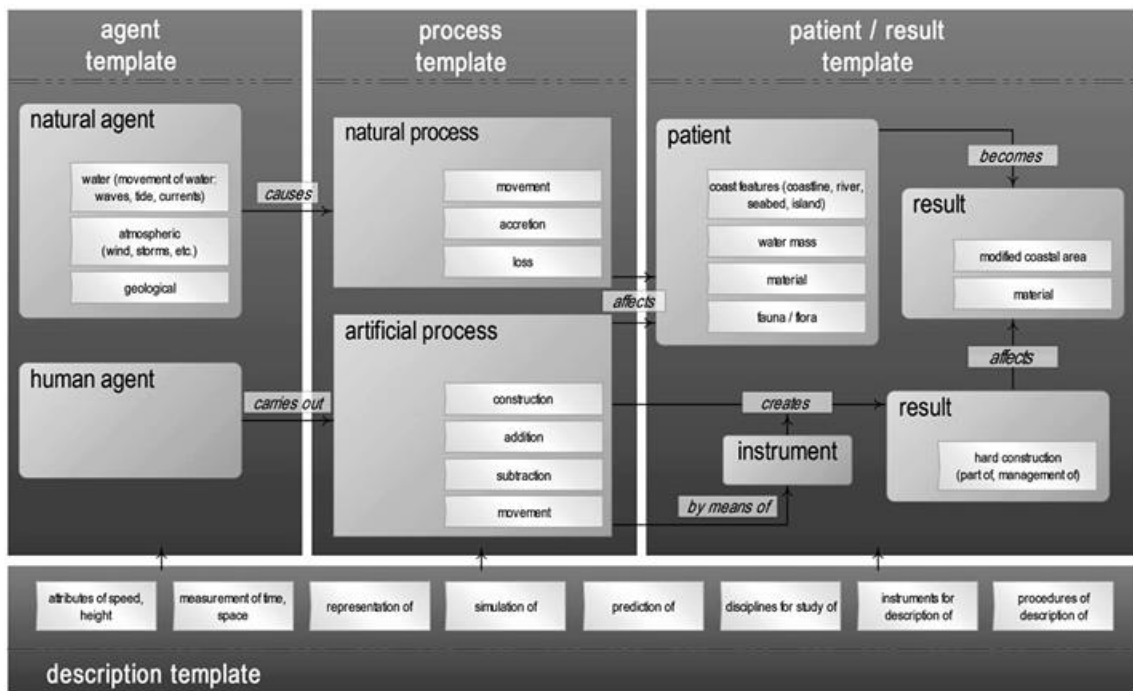 agent
template
process
template
patient / result
template
natural agent
water (movement of water:
waves, tide, currents)
atmospheric
(wind, storms, etc.)
geological
human agent
causes
carries out
natural process
movement
accretion
loss
artificial process
construction
addition
subtraction
movement
affects
patient
coast features (coastline, river,
seabed, island)
water mass
material
fauna / flora
becomes
result
modified coastal area
material
affects
creates
instrument
by means of
result
hard construction
(part of, management of)
attributes of speed,
height
measurement of time,
space
representation of
simulation of
prediction of
disciplines for study of
instruments for
description of
procedures of
description of
description template